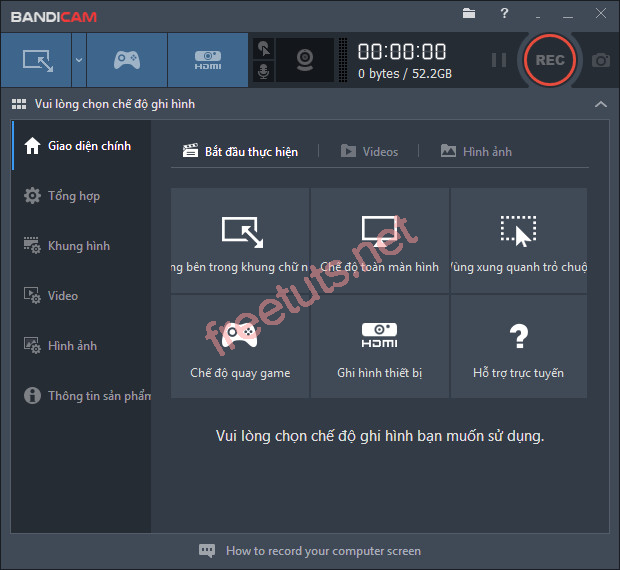 BANDICAM
?
HDMI
00:00:00
0 bytes / 52.2GB
REC
Vui lòng chọn chế độ ghi hình
Giao diện chính
Tổng hợp
Khung hình
Video
Hình ảnh
Thông tin sản phẩm
Bắt đầu thực hiện
Videos
Hình ảnh
ng bên trong khung chữ n
Chế độ toàn màn hình
Vùng xung quanh trỏ chuộ
Chế độ quay game
HDMI
Ghi hình thiết bị
?
Hỗ trợ trực tuyến
freetuts.net
Vui lòng chọn chế độ ghi hình bạn muốn sử dụng.
How to record your computer screen